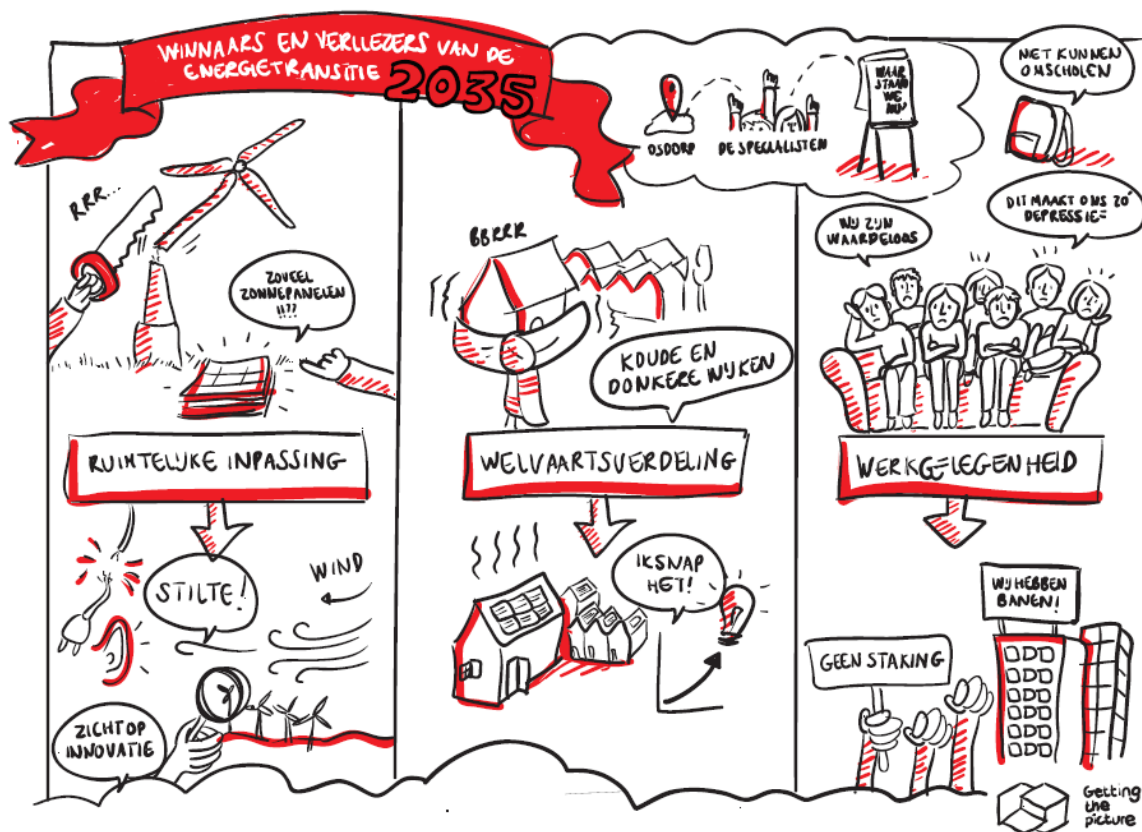 WINNAARS EN VERLIEZERS VAN DE
ENERGIETRANSITIE 2035
OSDORP
DE SPECIALISTEN
WAAR
STAAN
WE
NU
NIET KUNNEN
OMSCHOLEN
RRR...
ZOVEEL
ZONNEPANELEN
!!??
BBRRR
KOUDE EN
DONKERE WIJKEN
WIJ ZIJN
WAARDELOOS
DIT MAAKT ONS ZO
DEPRESSIEF
RUIMTELIJKE INPASSING
WELVAARTSVERDELING
WERKGELEGENHEID
STILTE!
WIND
ZICHT OP
INNOVATIE
IK SNAP
HET!
GEEN STAKING
WIJ HEBBEN
BANEN!
Getting
the
picture